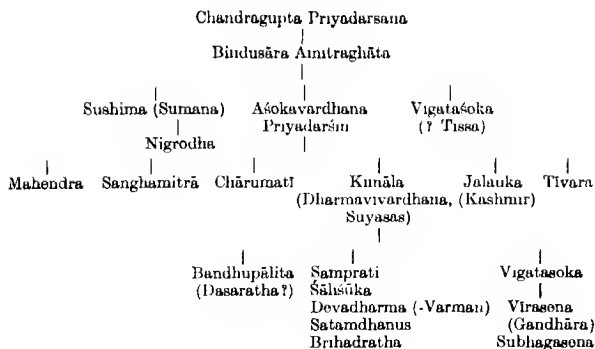 Chandragupta Priyadarsana
Bindusāra Amitraghāta
Sushima (Sumana) Aśokavardhana Vigataśoka
Priyadarśin (? Tissa)
Nigrodha
Mahendra Sanghamitrā Chārumatī Kunāla Jalauka Tīvara
(Dharmavivardhana, (Kashmir)
Suyasas)
Bandhupālita Samprati Vigatasoka
(Dasaratha?) Śāliśūka
Devadharma (-Varman) Vīrasena
Satamdhanus (Gandhāra)
Brihadratha Subhagasena